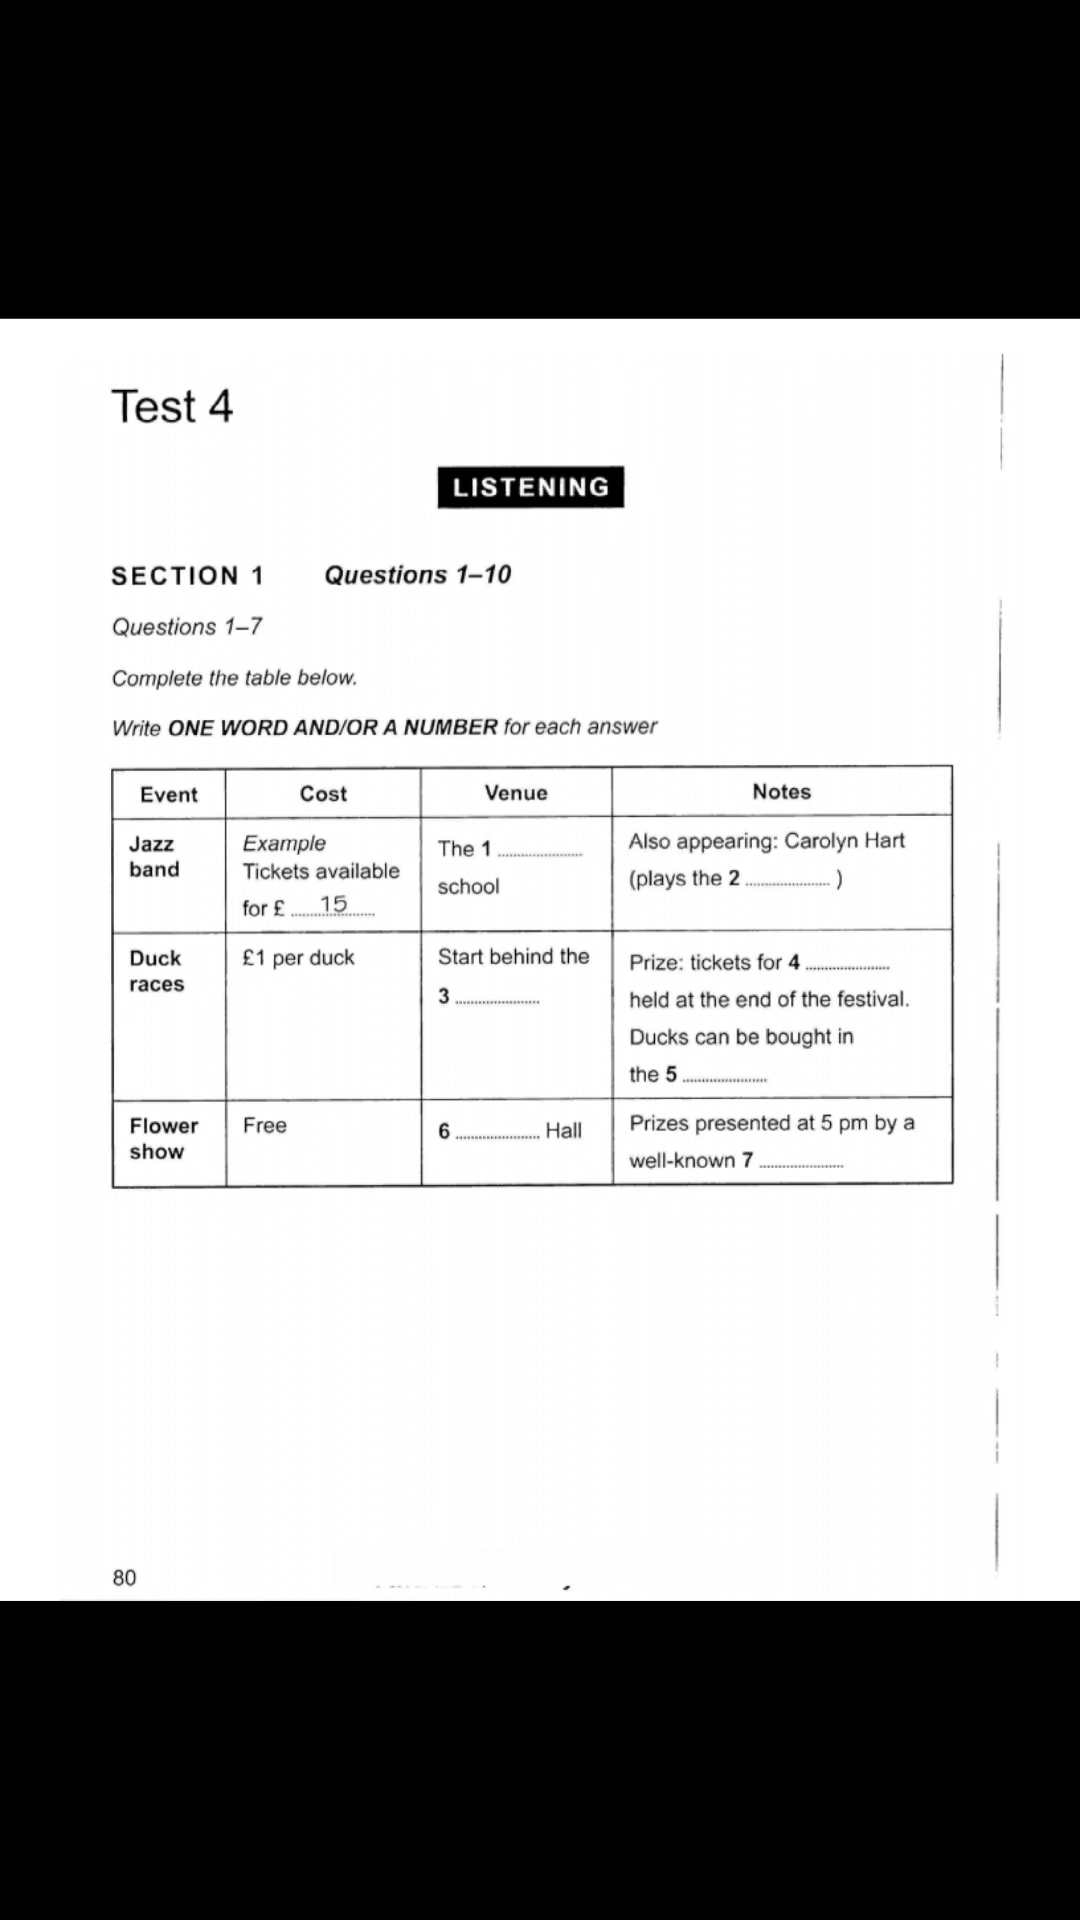 Test 4
LISTENING
SECTION 1 Questions 1–10
Questions 1–7
Complete the table below.
Write ONE WORD AND/OR A NUMBER for each answer
Event Cost Venue Notes
Jazz band
Example
Tickets available
for £ ....15....
The 1 ....................
school
Also appearing: Carolyn Hart
(plays the 2 .................... )
Duck races
£1 per duck
Start behind the
3 ....................
Prize: tickets for 4 ....................
held at the end of the festival.
Ducks can be bought in
the 5 ....................
Flower show
Free
6 .................... Hall
Prizes presented at 5 pm by a
well-known 7 ....................
80